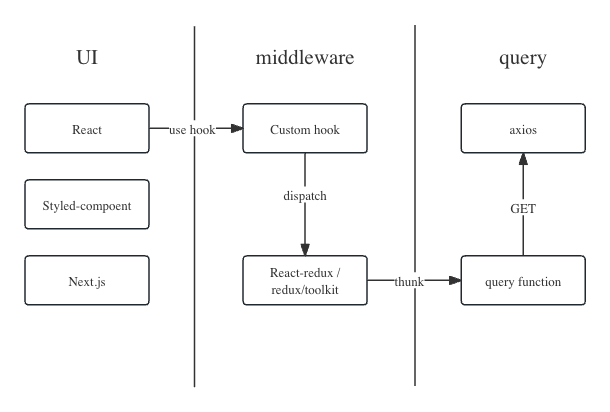 UI
middleware
query
React
use hook
Custom hook
axios
Styled-compoent
dispatch
GET
Next.js
React-redux /
redux/toolkit
thunk
query function